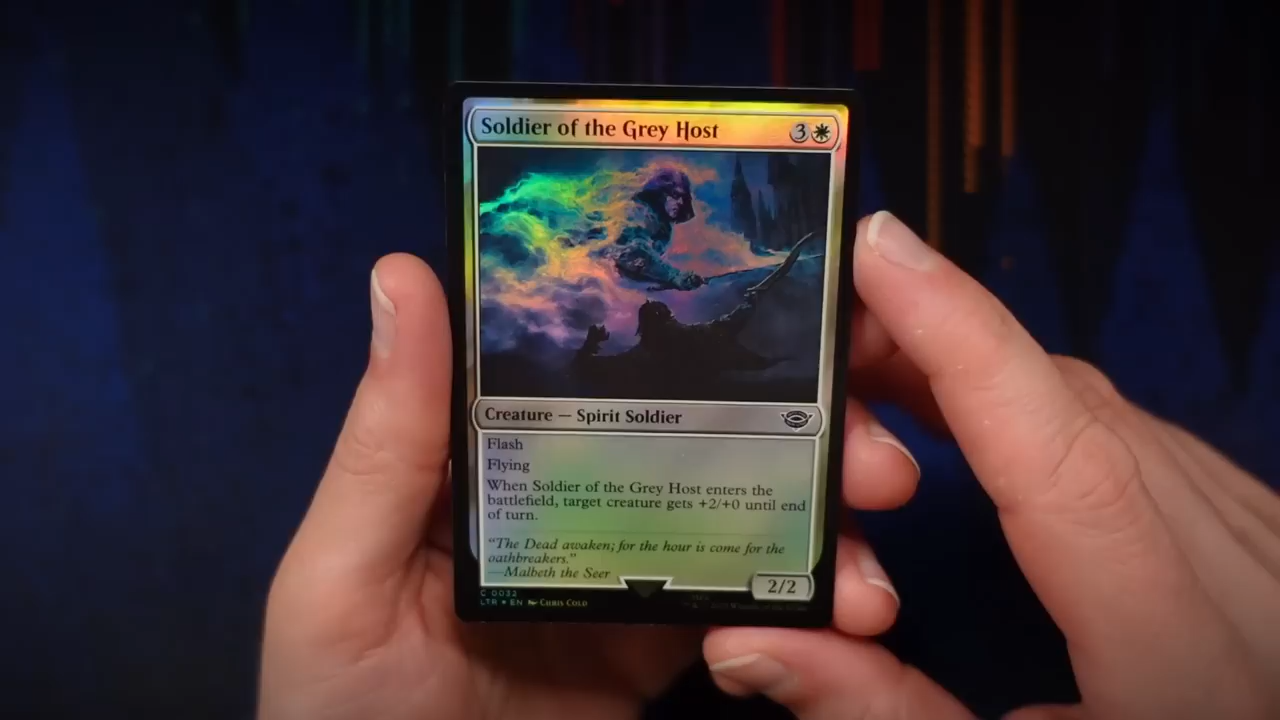 Soldier of the Grey Host 3
Creature — Spirit Soldier
Flash
Flying
When Soldier of the Grey Host enters the
battlefield, target creature gets +2/+0 until end
of turn.
"The Dead awaken; for the hour is come for the
oathbreakers."
—Malbeth the Seer
2/2
C 0032
LTR ★ EN Chris Cold